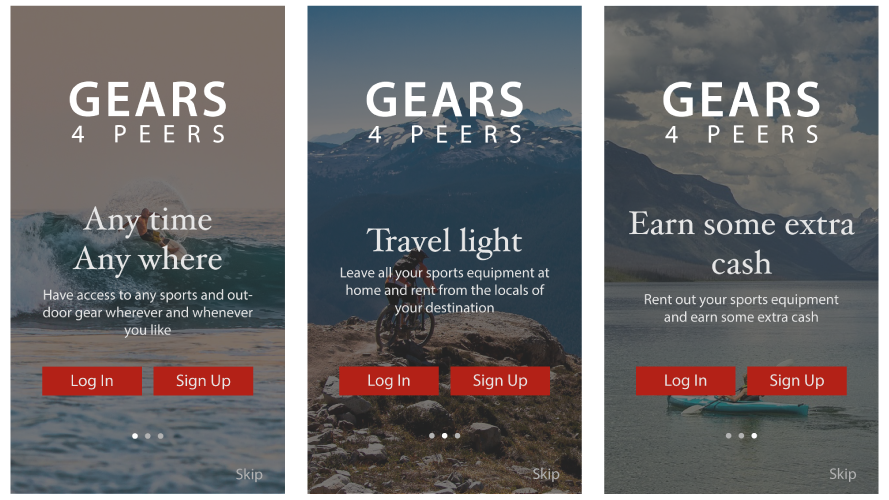 GEARS
4 PEERS
Any time
Any where
Have access to any sports and out-
door gear wherever and whenever
you like
Log In
Sign Up
Skip
GEARS
4 PEERS
Travel light
Leave all your sports equipment at
home and rent from the locals of
your destination
Log In
Sign Up
Skip
GEARS
4 PEERS
Earn some extra
cash
Rent out your sports equipment
and earn some extra cash
Log In
Sign Up
Skip